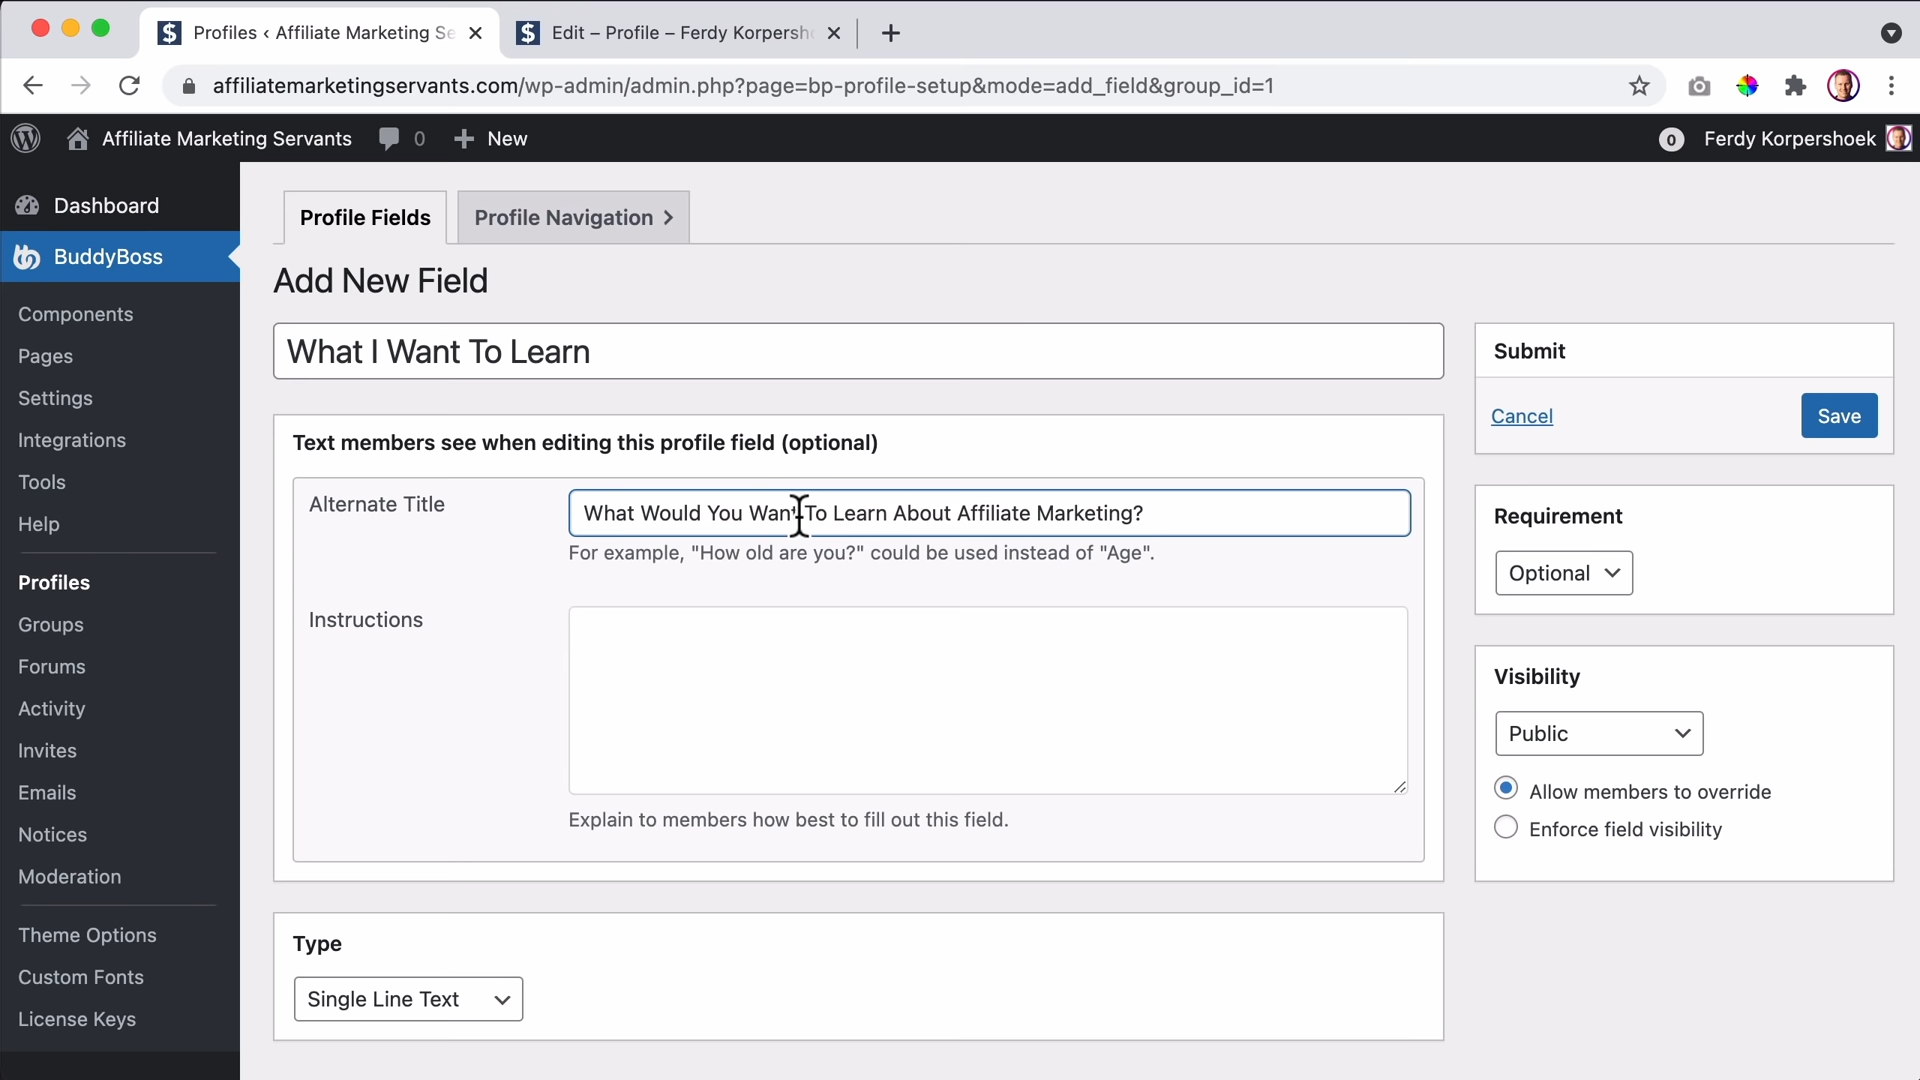 Profiles ‹ Affiliate Marketing Se
Edit – Profile – Ferdy Korpersh
affiliatemarketingservants.com/wp-admin/admin.php?page=bp-profile-setup&mode=add_field&group_id=1
Affiliate Marketing Servants
0
New
0
Ferdy Korpershoek
Dashboard
BuddyBoss
Components
Pages
Settings
Integrations
Tools
Help
Profiles
Groups
Forums
Activity
Invites
Emails
Notices
Moderation
Theme Options
Custom Fonts
License Keys
Profile Fields
Profile Navigation
Add New Field
What I Want To Learn
Text members see when editing this profile field (optional)
Alternate Title
What Would You Want To Learn About Affiliate Marketing?
For example, "How old are you?" could be used instead of "Age".
Instructions
Explain to members how best to fill out this field.
Type
Single Line Text
Submit
Cancel
Save
Requirement
Optional
Visibility
Public
Allow members to override
Enforce field visibility